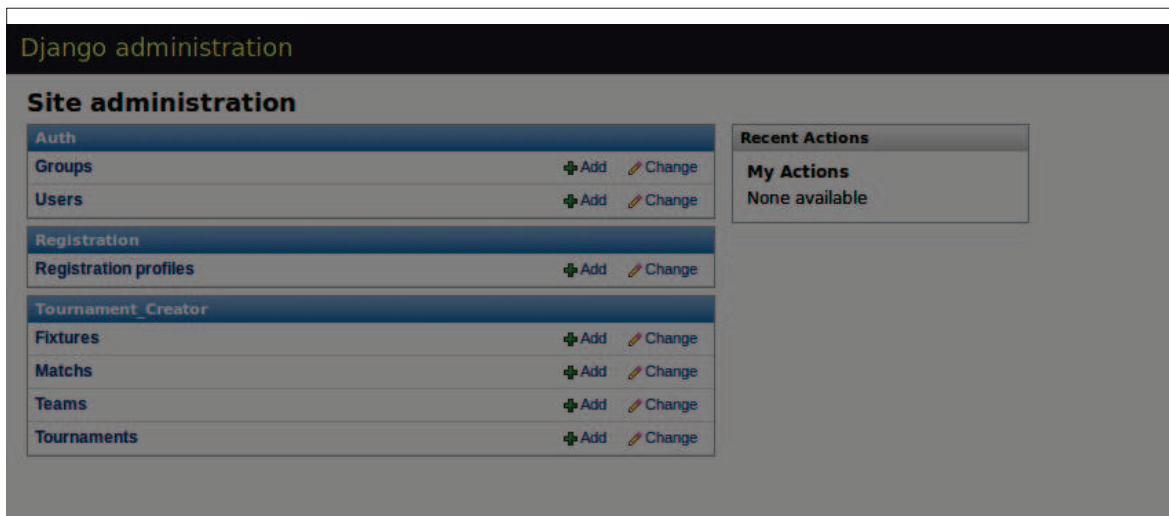 Django administration
Site administration
Auth
Groups Add Change
Users Add Change
Registration
Registration profiles Add Change
Tournament_Creator
Fixtures Add Change
Matchs Add Change
Teams Add Change
Tournaments Add Change
Recent Actions
My Actions
None available